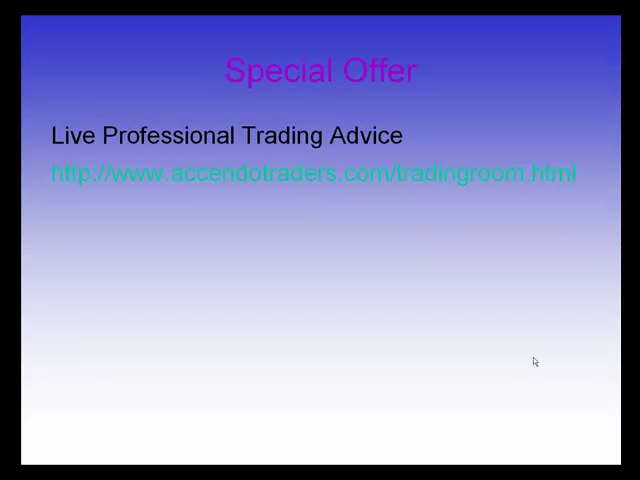 Special Offer
Live Professional Trading Advice
http://www.accendotraders.com/tradingroom.html